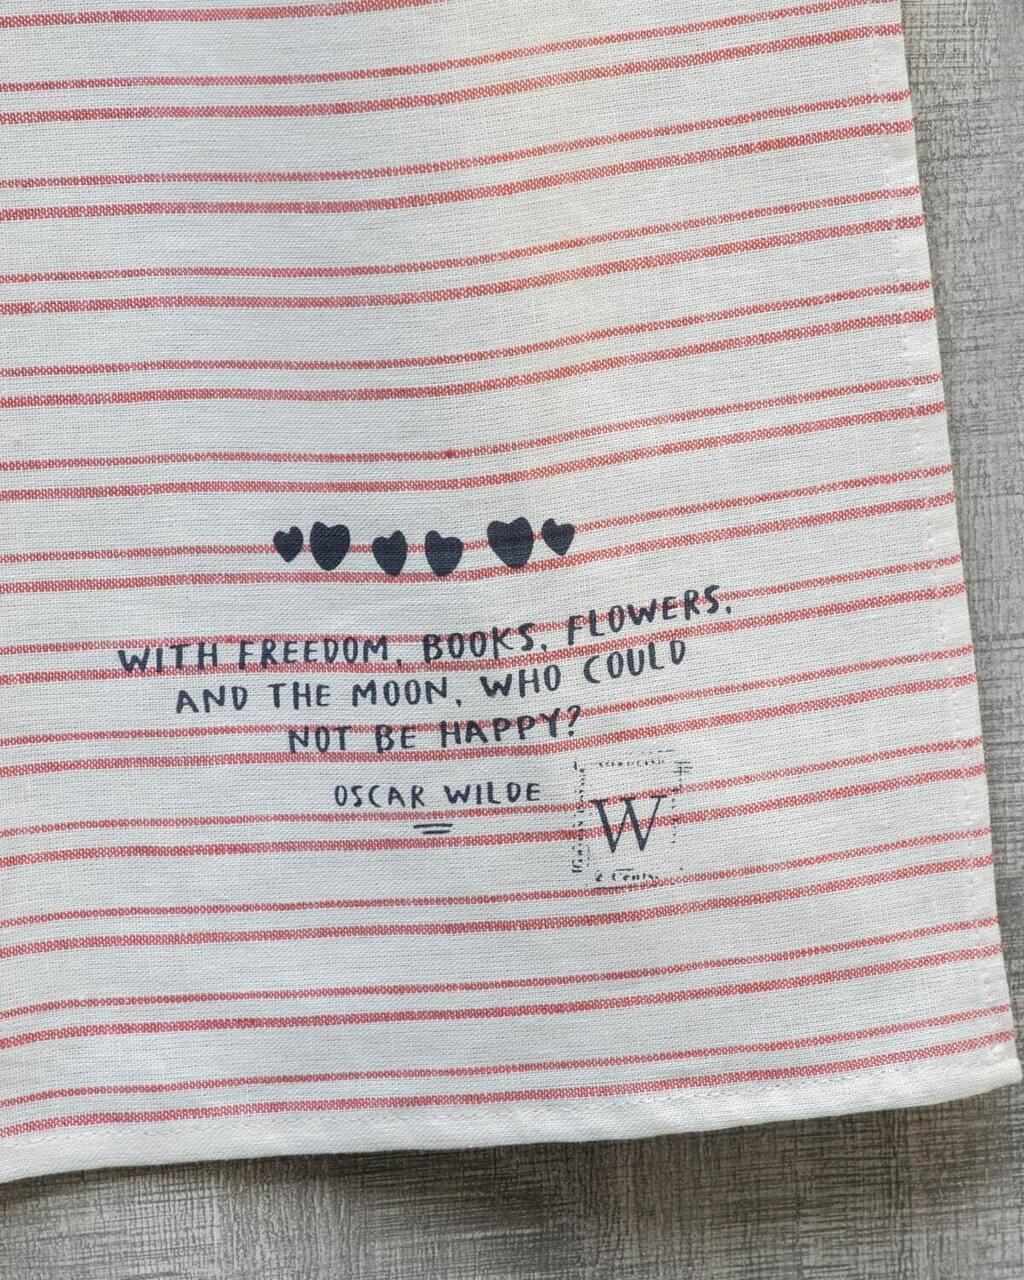 WITH FREEDOM, BOOKS, FLOWERS,
AND THE MOON, WHO COULD
NOT BE HAPPY?
OSCAR WILDE
W